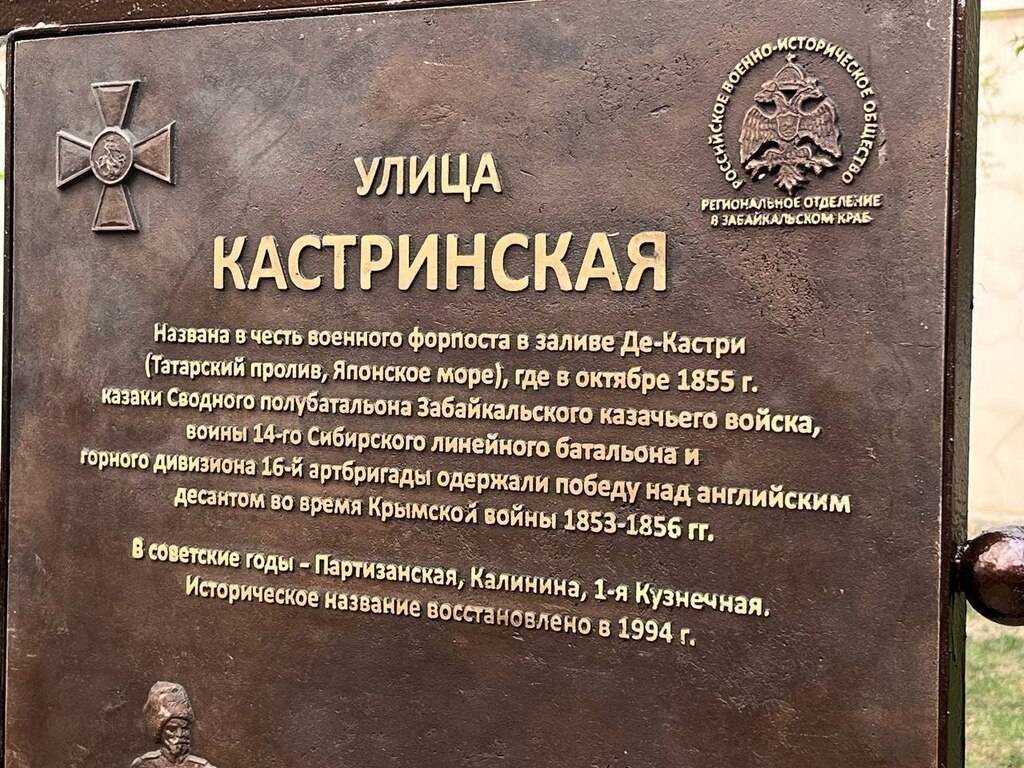 РОССИЙСКОЕ ВОЕННО-ИСТОРИЧЕСКОЕ ОБЩЕСТВО
РЕГИОНАЛЬНОЕ ОТДЕЛЕНИЕ
В ЗАБАЙКАЛЬСКОМ КРАЕ
УЛИЦА
КАСТРИНСКАЯ
Названа в честь военного форпоста в заливе Де-Кастри
(Татарский пролив, Японское море), где в октябре 1855 г.
казаки Сводного полубатальона Забайкальского казачьего войска,
воины 14-го Сибирского линейного батальона и
горного дивизиона 16-й артбригады одержали победу над английским
десантом во время Крымской войны 1853-1856 гг.
В советские годы – Партизанская, Калинина, 1-я Кузнечная.
Историческое название восстановлено в 1994 г.